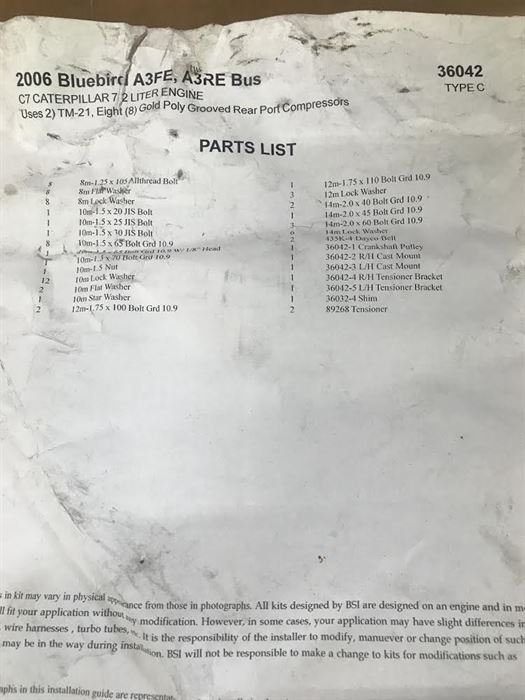 2006 Bluebird A3FE, A3RE Bus
C7 CATERPILLAR 7.2 LITER ENGINE
Uses 2) TM-21, Eight (8) Gold Poly Grooved Rear Port Compressors
36042
TYPE C
PARTS LIST
8 8m-1.25 x 105 Allthread Bolt
8 8m Flat Washer
8 8m Lock Washer
1 10m-1.5 x 20 JIS Bolt
1 10m-1.5 x 25 JIS Bolt
1 10m-1.5 x 30 JIS Bolt
8 10m-1.5 x 65 Bolt Grd 10.9
1 Head
10m-1.5 x 70 Bolt Grd 10.9
1 10m-1.5 Nut
12 10m Lock Washer
2 10m Flat Washer
1 10m Star Washer
2 12m-1.75 x 100 Bolt Grd 10.9
1 12m-1.75 x 110 Bolt Grd 10.9
3 12m Lock Washer
2 14m-2.0 x 40 Bolt Grd 10.9
1 14m-2.0 x 45 Bolt Grd 10.9
3 14m-2.0 x 60 Bolt Grd 10.9
14m Lock Washer
2 435K-4 Dayco Belt
1 36042-1 Crankshaft Pulley
1 36042-2 R/H Cast Mount
1 36042-3 L/H Cast Mount
1 36042-4 R/H Tensioner Bracket
1 36042-5 L/H Tensioner Bracket
1 36032-4 Shim
2 89268 Tensioner
in kit may vary in physical appearance from those in photographs. All kits designed by BSI are designed on an engine and in
fit your application without any modification. However, in some cases, your application may have slight differences
wire harnesses, turbo tubes, It is the responsibility of the installer to modify, manuever or change position of such
may be in the way during installation. BSI will not be responsible to make a change to kits for modifications such as
in this installation guide are